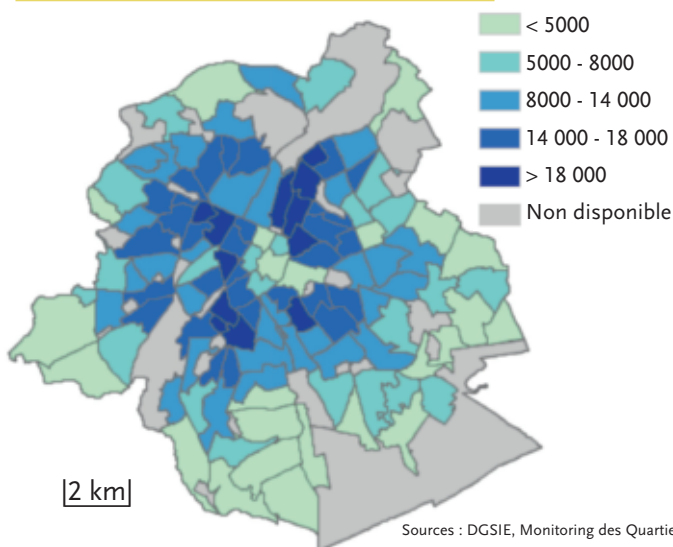 < 5000
5000 - 8000
8000 - 14 000
14 000 - 18 000
> 18 000
Non disponible
2 km
Sources : DGSIE, Monitoring des Quartie